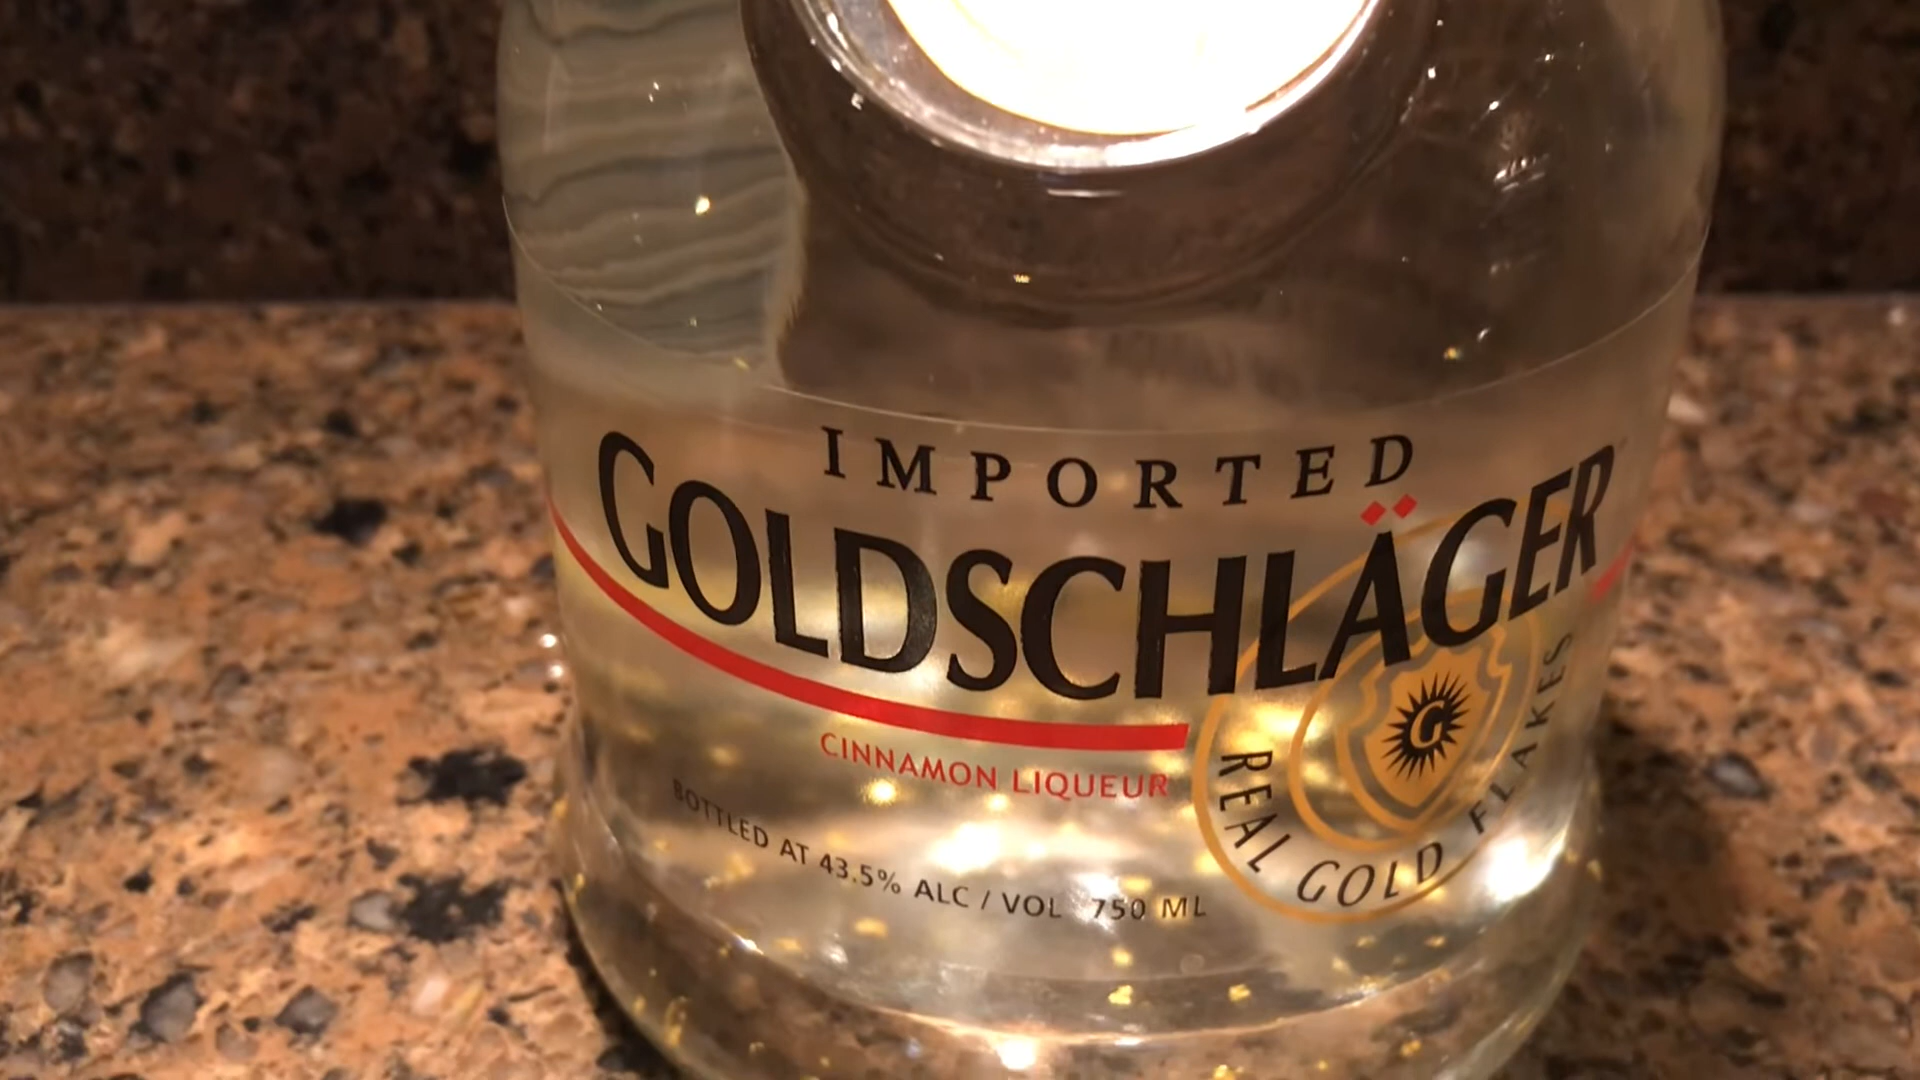 IMPORTED
GOLDSCHLÄGER
CINNAMON LIQUEUR
BOTTLED AT 43.5% ALC / VOL 750 ML
G
REAL GOLD FLAKES